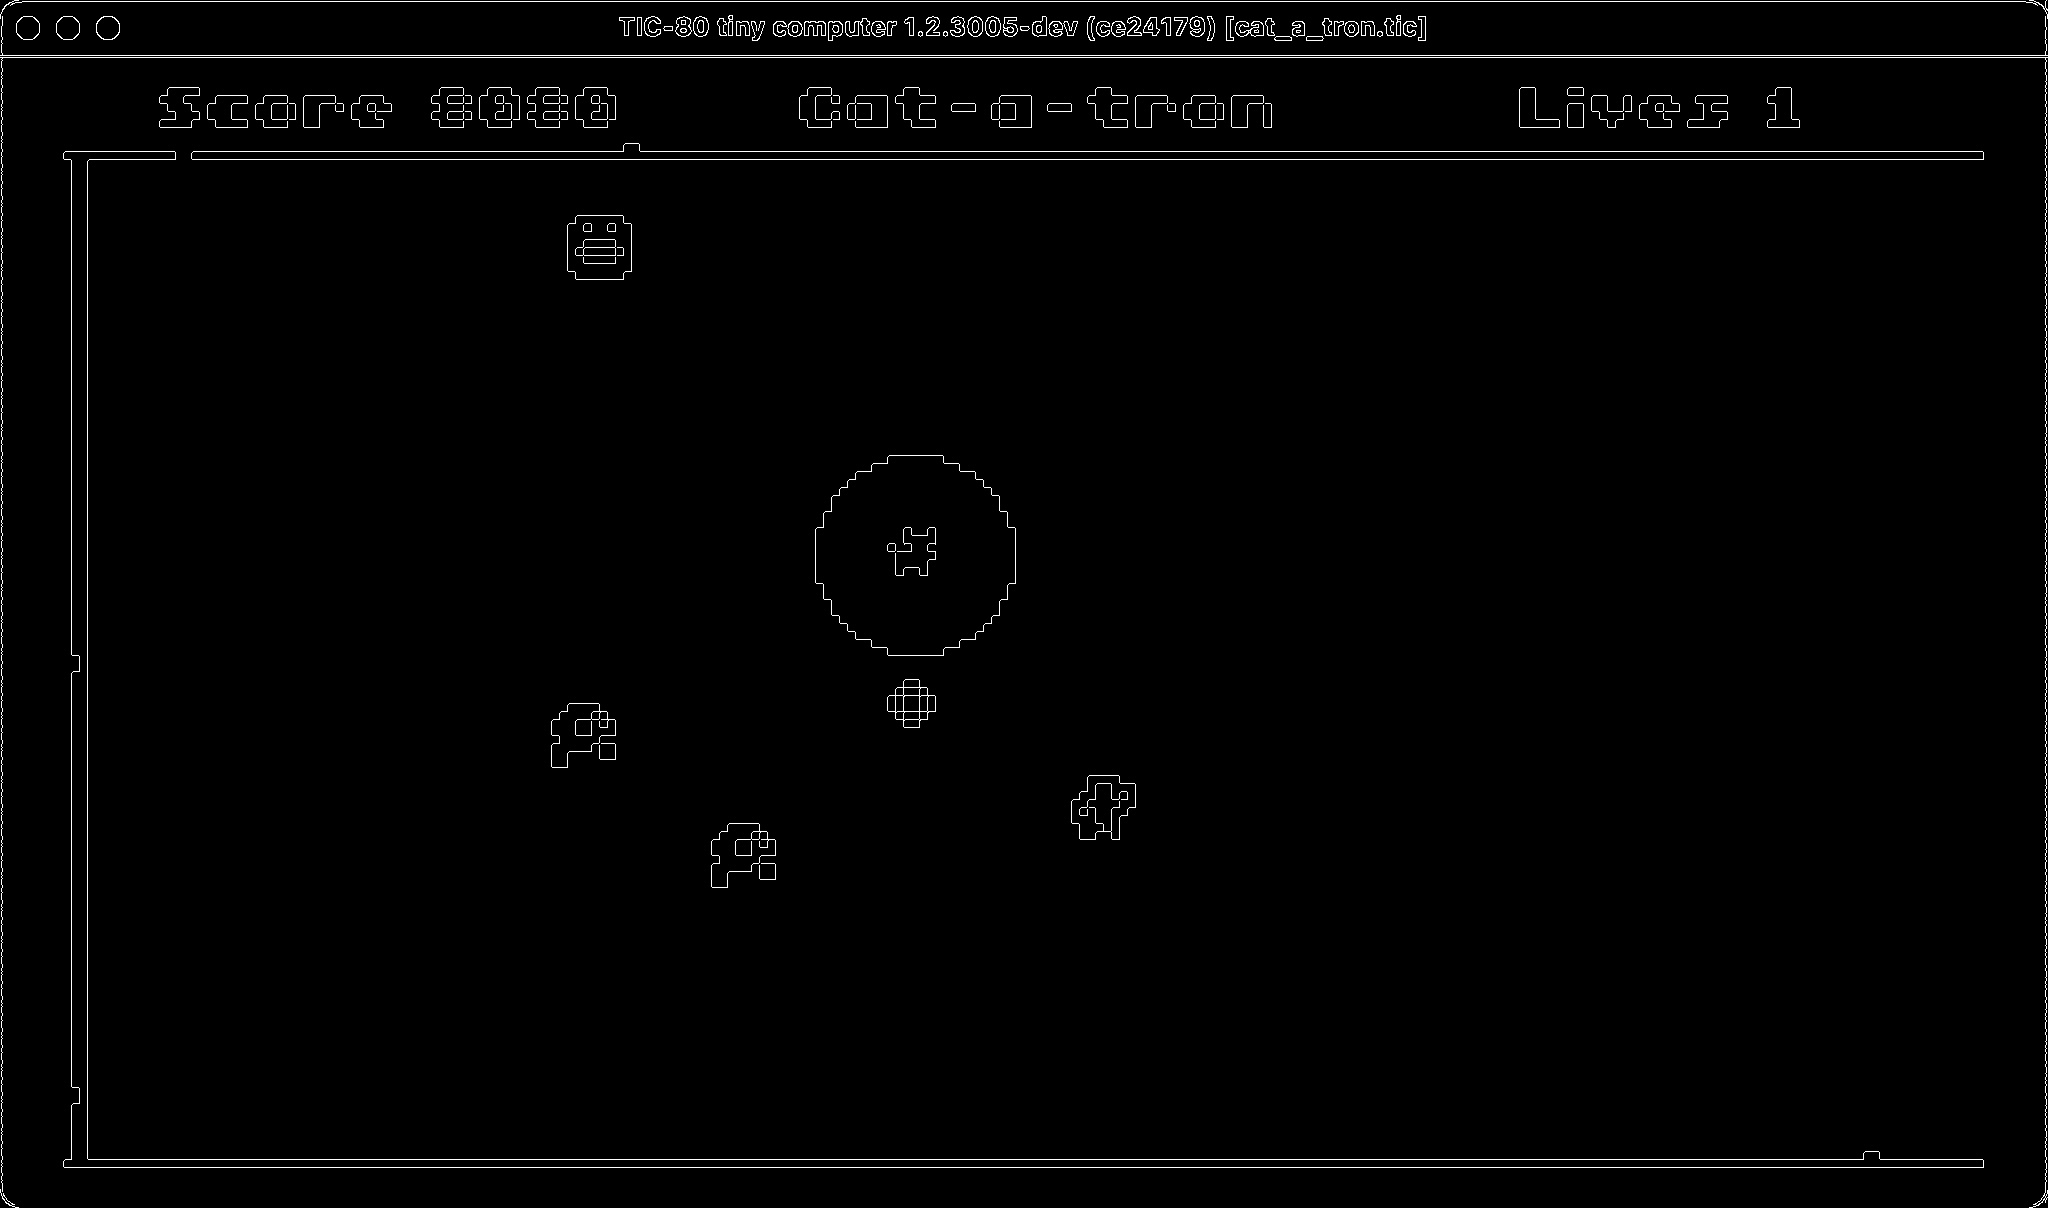 TIC-80 tiny computer 1.2.3005-dev (ce24179) [cat_a_tron.tic]
Score 8080 Cat-a-tron Lives 1